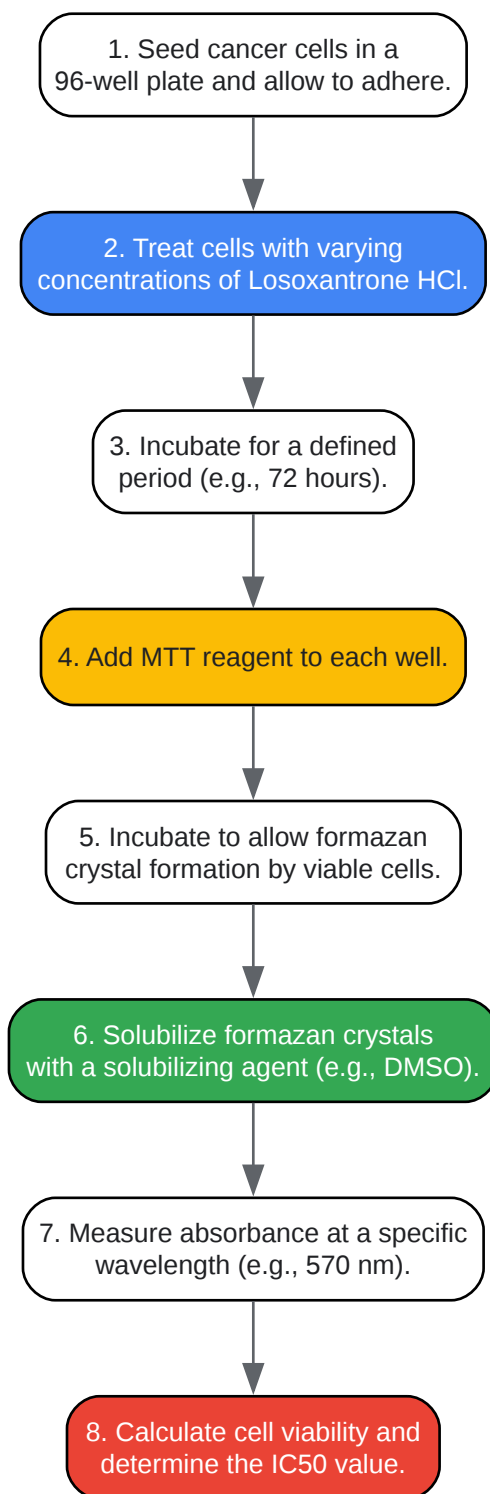 1. Seed cancer cells in a
96-well plate and allow to adhere.
2. Treat cells with varying
concentrations of Losoxantrone HCl.
3. Incubate for a defined
period (e.g., 72 hours).
4. Add MTT reagent to each well.
5. Incubate to allow formazan
crystal formation by viable cells.
6. Solubilize formazan crystals
with a solubilizing agent (e.g., DMSO).
7. Measure absorbance at a specific
wavelength (e.g., 570 nm).
8. Calculate cell viability and
determine the IC50 value.